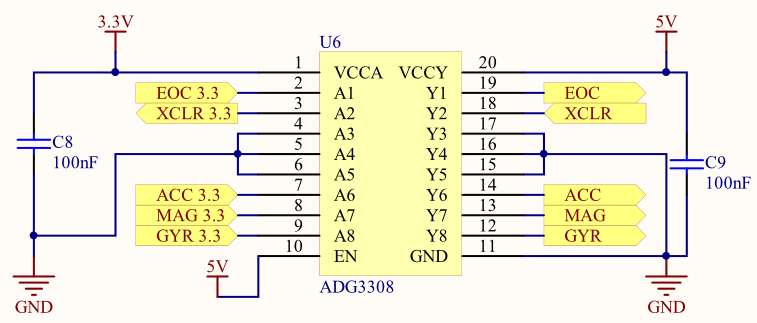 3.3V
5V
U6
1 VCCA VCCY 20
EOC 3.3 2 A1 Y1 19 EOC
XCLR 3.3 3 A2 Y2 18 XCLR
4 A3 Y3 17
C8 5 A4 Y4 16 C9
100nF 6 A5 Y5 15 100nF
ACC 3.3 7 A6 Y6 14 ACC
MAG 3.3 8 A7 Y7 13 MAG
GYR 3.3 9 A8 Y8 12 GYR
10 EN GND 11
5V
ADG3308
GND
GND